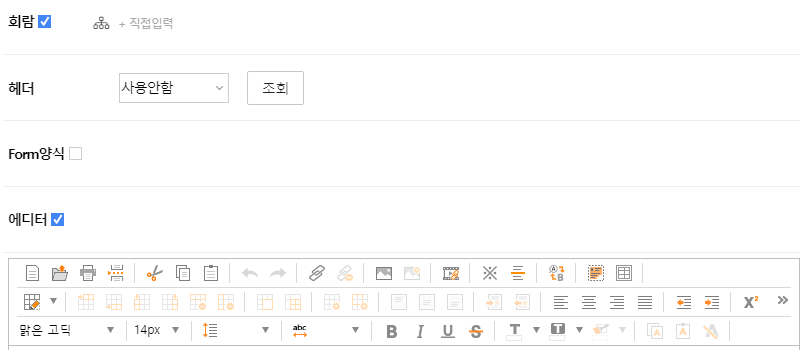 회람
+ 직접입력
헤더 사용안함 조회
Form양식
에디터
맑은 고딕 14px abc B I U S T T